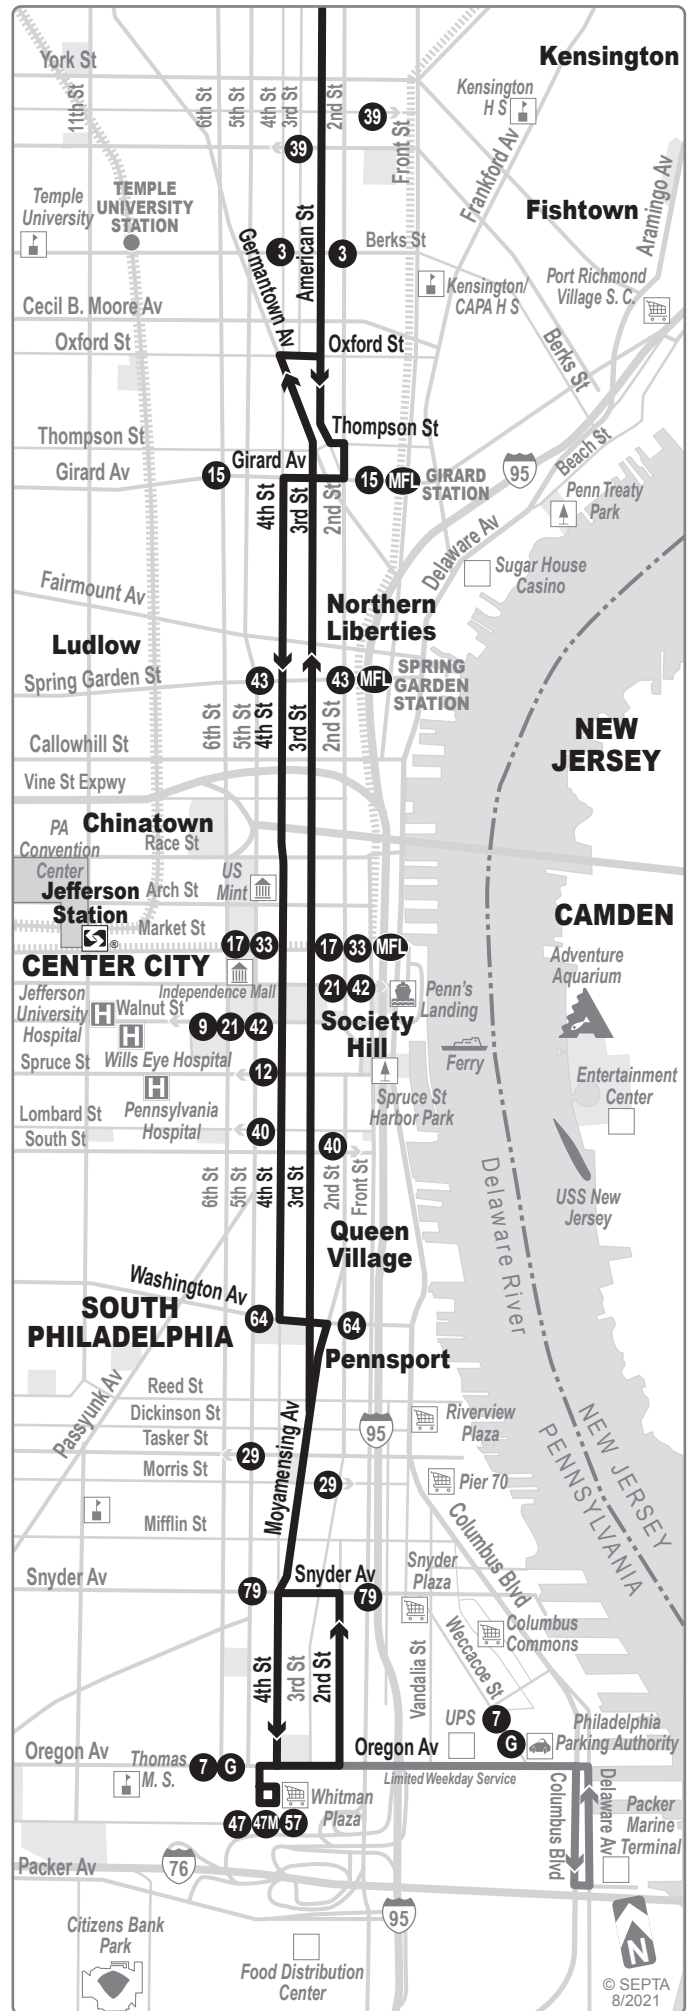 Kensington
York St
11th St
6th St
5th St
4th St
3rd St
2nd St
39
Front St
Kensington
H S
Frankford Av
39
Aramingo Av
Temple
University
TEMPLE
UNIVERSITY
STATION
Fishtown
Germantown Av
3
American St
3
Berks St
Kensington/
CAPA H S
Port Richmond
Village S. C.
Cecil B. Moore Av
Oxford St
Oxford St
Berks St
Thompson St
Thompson St
Girard Av
Girard Av
15
15
MFL
GIRARD
STATION
95
Beach St
4th St
3rd St
2nd St
Penn Treaty
Park
Delaware Av
Sugar House
Casino
Fairmount Av
Northern
Liberties
Ludlow
Spring Garden St
43
43
MFL
SPRING
GARDEN
STATION
6th St
5th St
4th St
3rd St
2nd St
NEW
JERSEY
Callowhill St
Vine St Expwy
PA
Convention
Center
Chinatown
Race St
US
Mint
Jefferson
Station
Arch St
Market St
®
17
33
17
33
MFL
CAMDEN
CENTER CITY
Independence Mall
21
42
Penn's
Landing
Adventure
Aquarium
Jefferson
University
Hospital
H
Walnut St
H
9
21
42
Society
Hill
Spruce St
Wills Eye Hospital
12
Ferry
H
Pennsylvania
Hospital
Spruce St
Harbor Park
Entertainment
Center
Lombard St
South St
40
40
6th St
5th St
4th St
3rd St
2nd St
Front St
USS New
Jersey
Delaware River
Queen
Village
Washington Av
SOUTH
PHILADELPHIA
64
64
Pennsport
Passyunk Av
Reed St
Dickinson St
Tasker St
Morris St
Moyamensing Av
95
Riverview
Plaza
NEW JERSEY
PENNSYLVANIA
29
29
Pier 70
Mifflin St
Columbus Blvd
Snyder Av
79
Snyder Av
79
Snyder
Plaza
Columbus
Commons
Weccacoe St
Vandalia St
4th St
3rd St
2nd St
UPS
7
G
Philadelphia
Parking Authority
Oregon Av
Thomas
M. S.
7
G
Oregon Av
Limited Weekday Service
Whitman
Plaza
47
47M
57
Columbus Blvd
Delaware Av
Packer
Marine
Terminal
Packer Av
76
95
Citizens Bank
Park
Food Distribution
Center
N
© SEPTA
8/2021